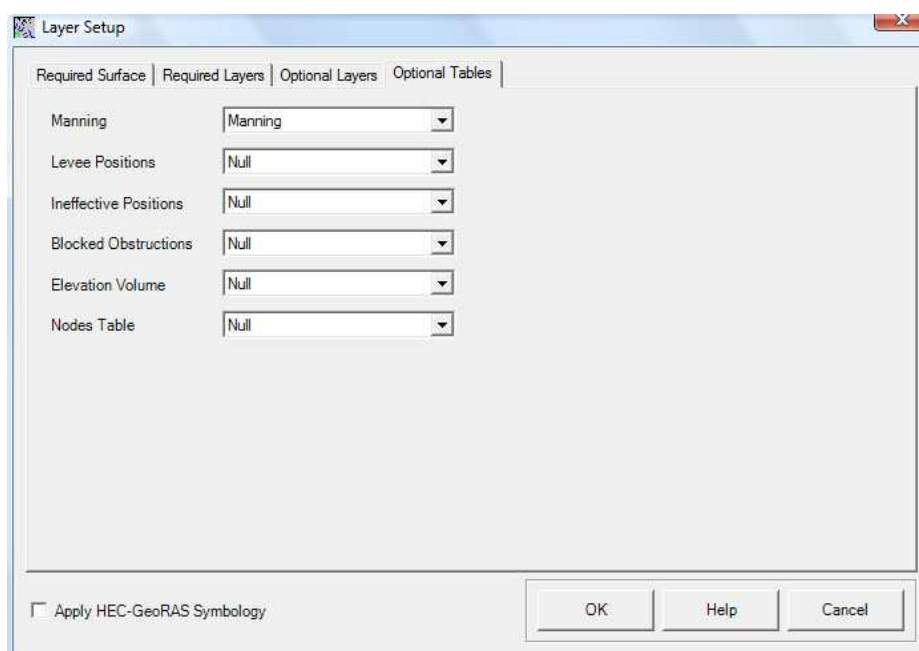 Layer Setup
Required Surface Required Layers Optional Layers Optional Tables
Manning Manning
Levee Positions Null
Ineffective Positions Null
Blocked Obstructions Null
Elevation Volume Null
Nodes Table Null
Apply HEC-GeoRAS Symbology OK Help Cancel